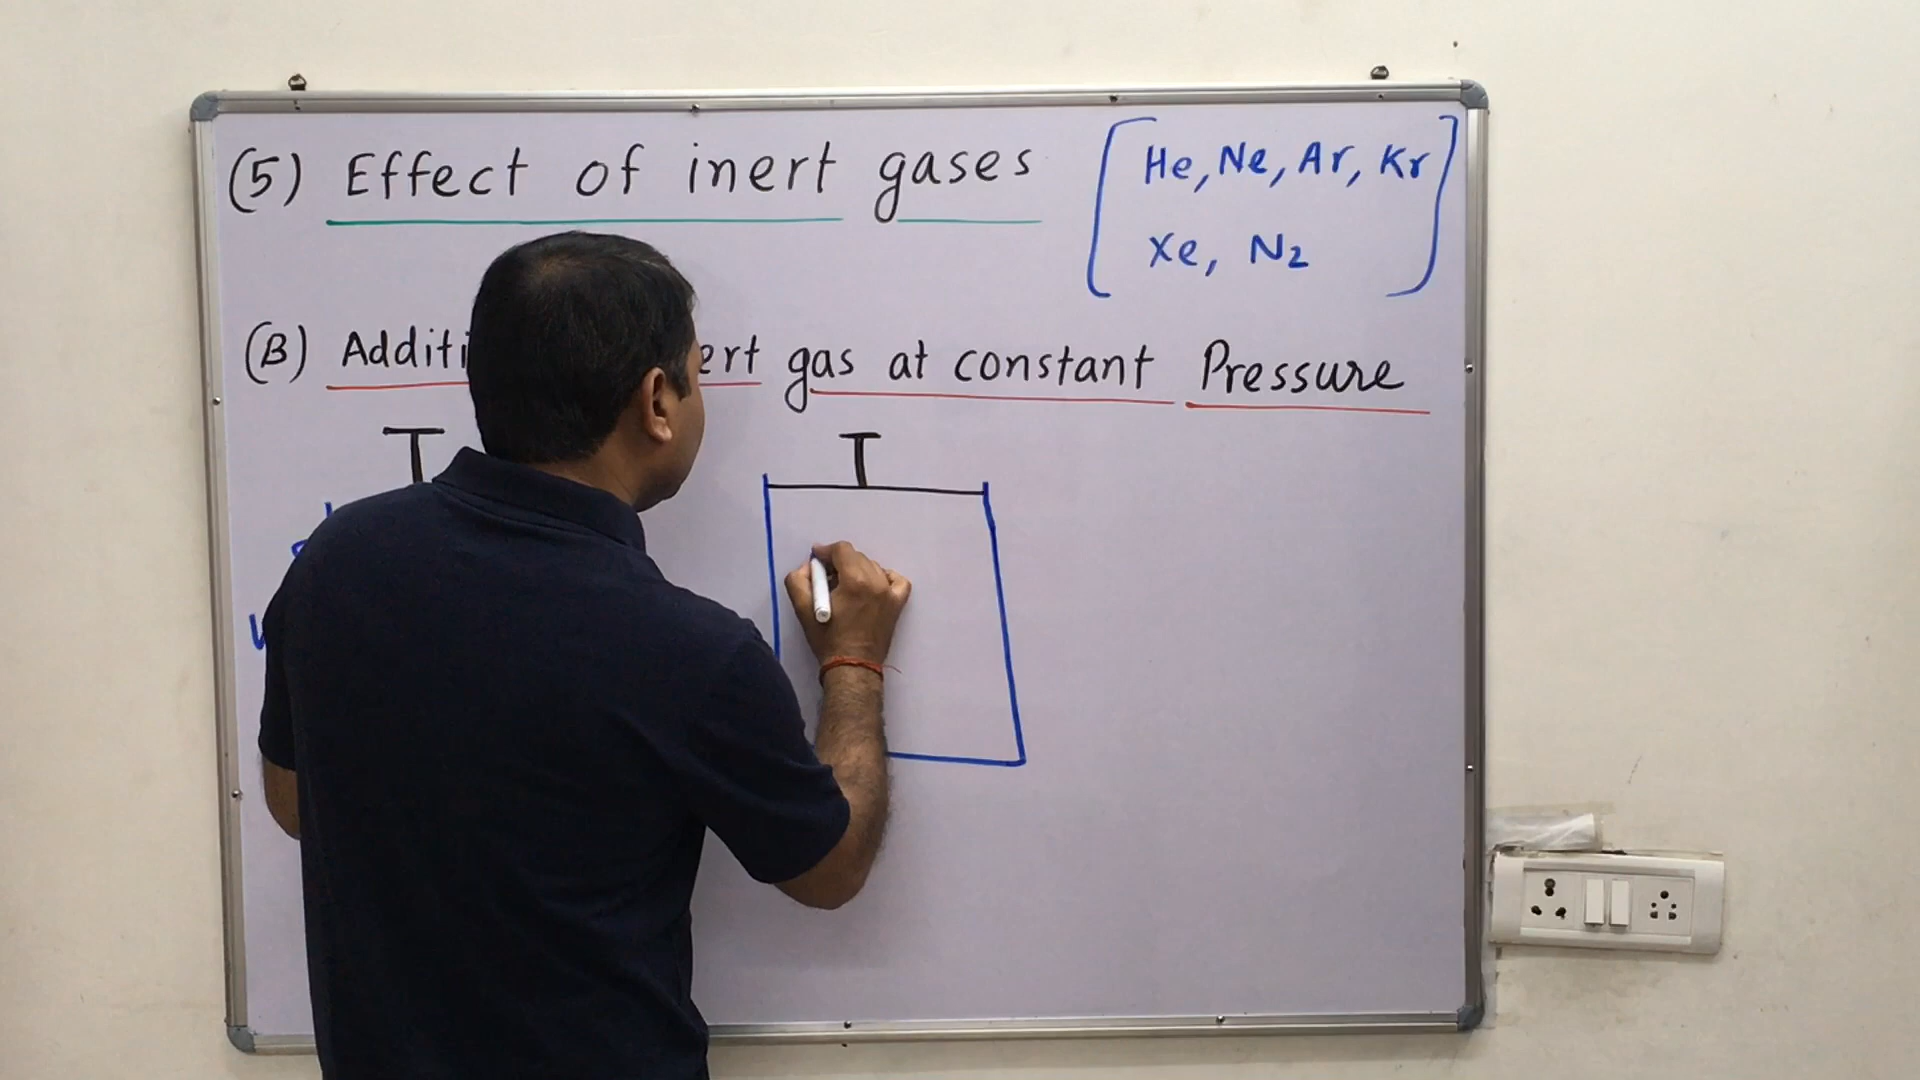 (5) Effect of inert gases
He, Ne, Ar, Kr
Xe, N2
(B) Additi ert gas at constant Pressure